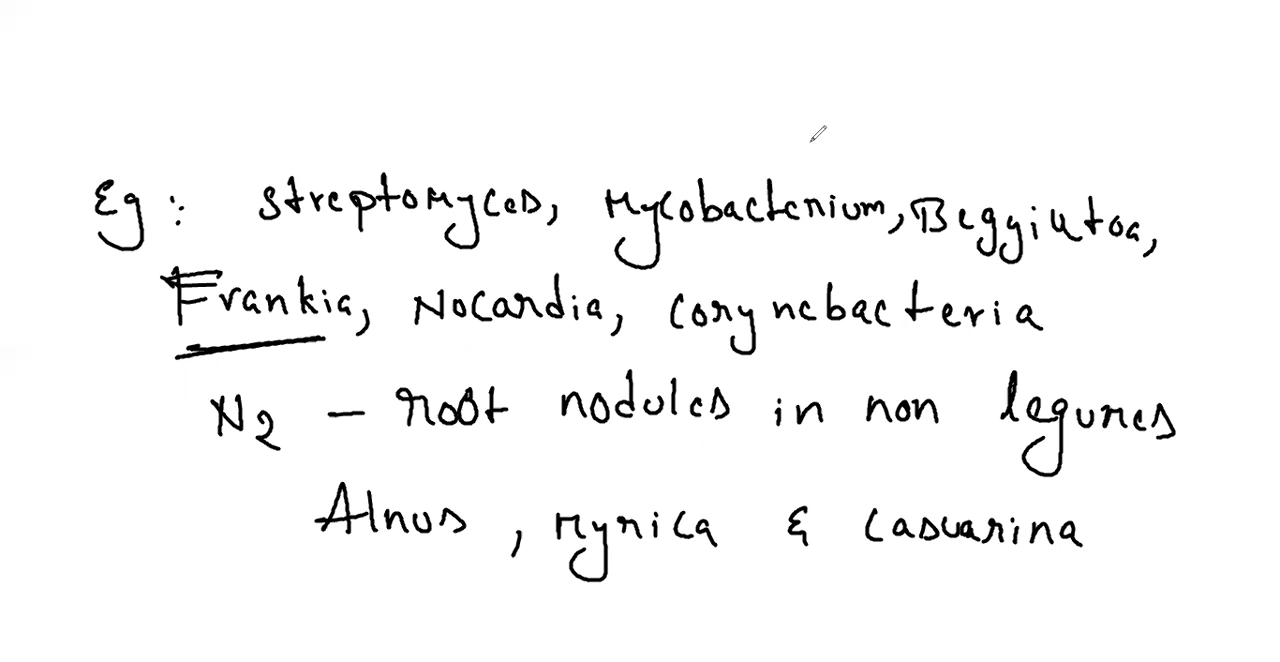 Eg : Streptomyces, Mycobacterium, Beggiatoa,
Frankia, Nocardia, Corynebacteria
N2 – root nodules in non legumes
Alnus, Myrica & Casuarina